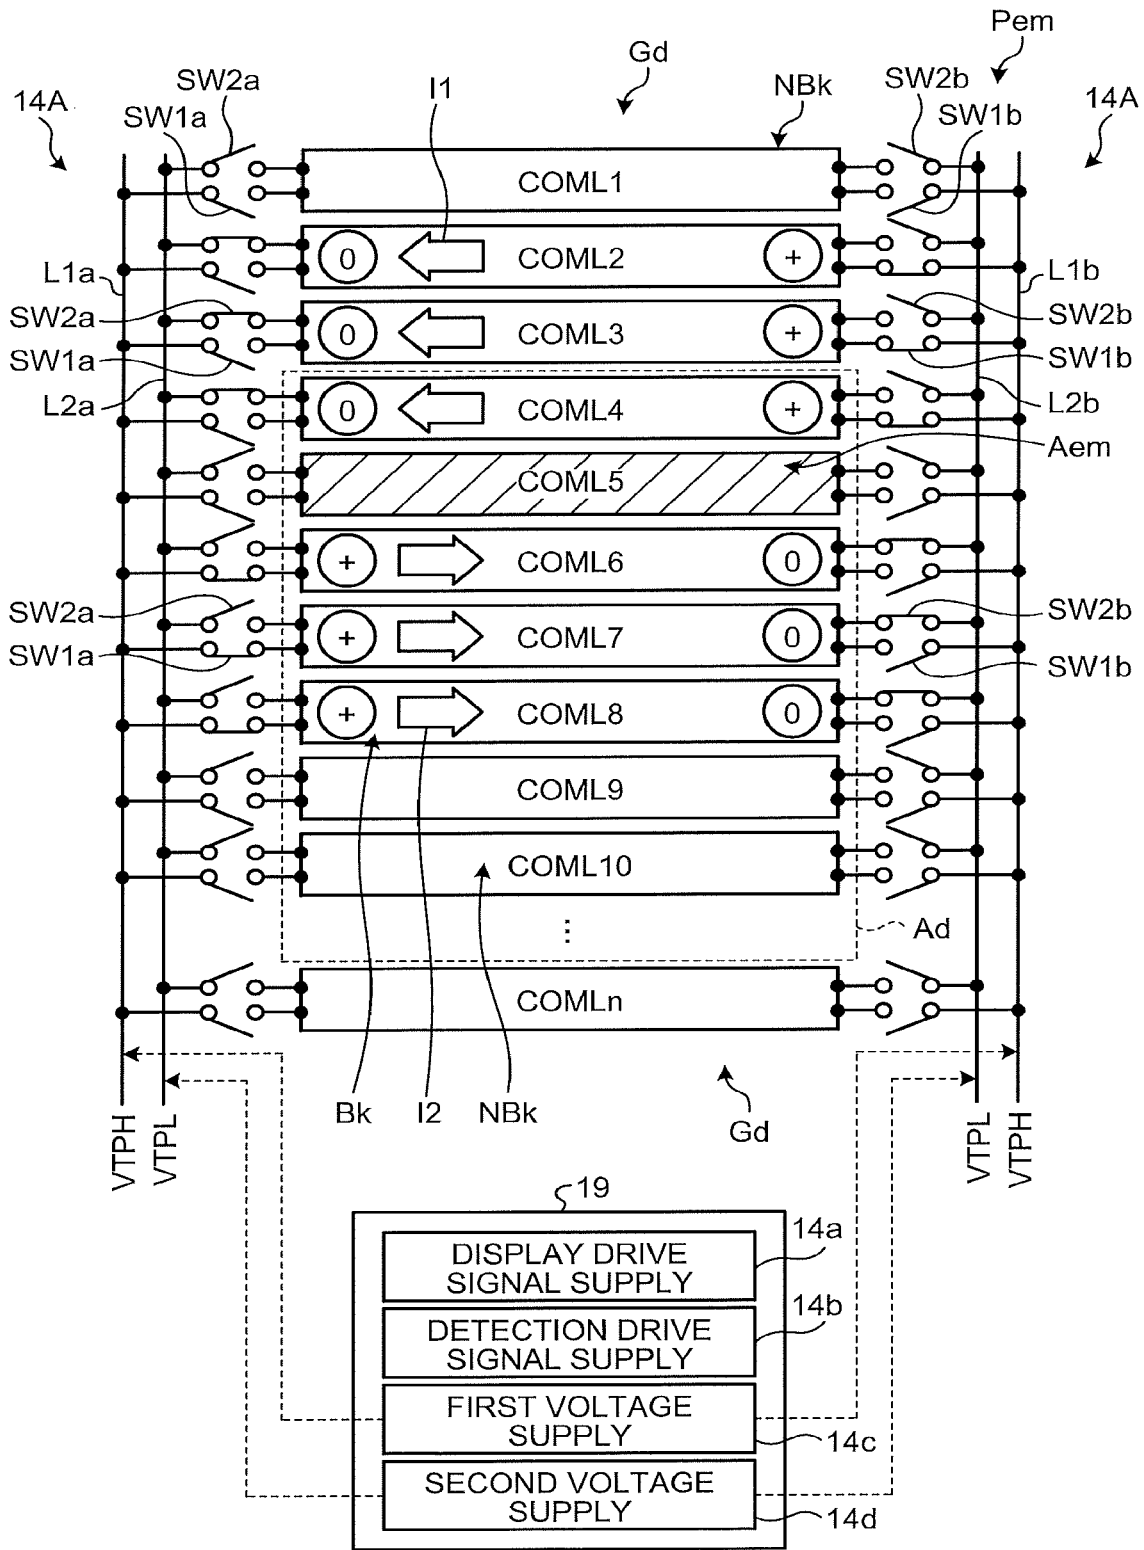 Pem
Gd
SW2a
I1
NBk
SW2b
14A
SW1a
SW1b
14A
COML1
0
COML2
+
L1a
L1b
SW2a
0
COML3
+
SW2b
SW1a
SW1b
L2a
0
COML4
+
L2b
Aem
COML5
+
COML6
0
SW2a
+
COML7
0
SW2b
SW1a
SW1b
+
COML8
0
COML9
COML10
...
Ad
COMLn
VTPH
VTPL
Bk
I2
NBk
Gd
VTPL
VTPH
19
DISPLAY DRIVE
SIGNAL SUPPLY
14a
DETECTION DRIVE
SIGNAL SUPPLY
14b
FIRST VOLTAGE
SUPPLY
14c
SECOND VOLTAGE
SUPPLY
14d